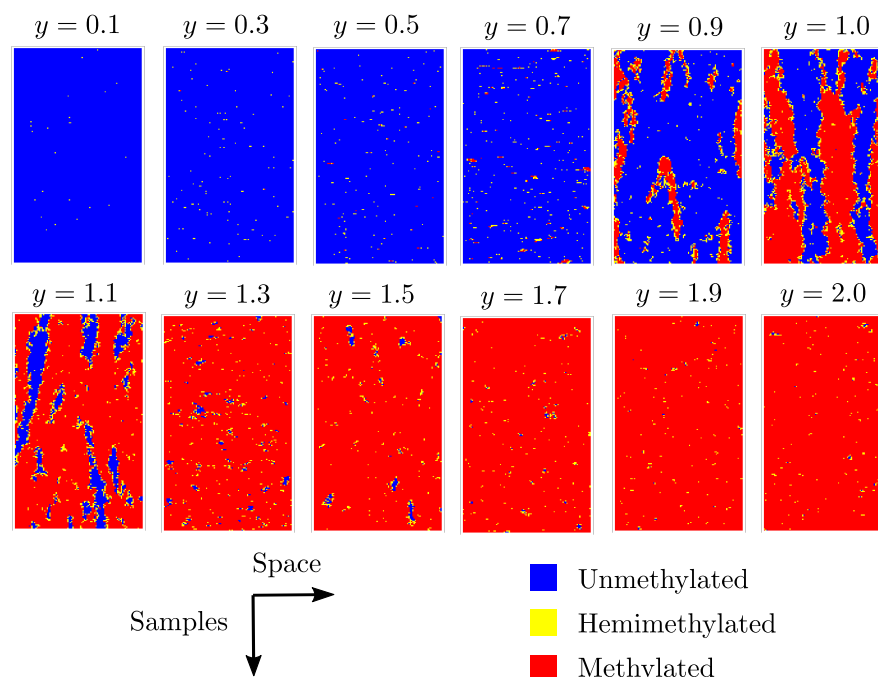 y = 0.1
y = 0.3
y = 0.5
y = 0.7
y = 0.9
y = 1.0
y = 1.1
y = 1.3
y = 1.5
y = 1.7
y = 1.9
y = 2.0
Space
Samples
Unmethylated
Hemimethylated
Methylated